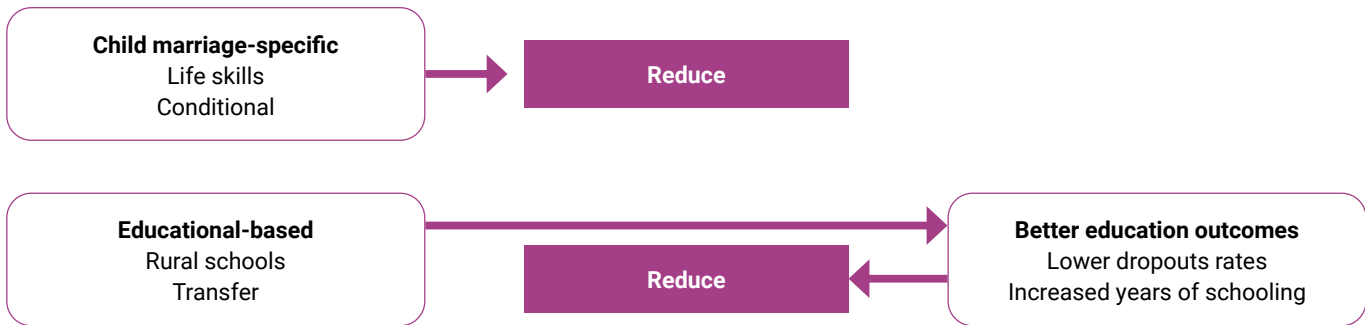 Child marriage-specific
Life skills
Conditional
Reduce
Educational-based
Rural schools
Transfer
Reduce
Better education outcomes
Lower dropouts rates
Increased years of schooling